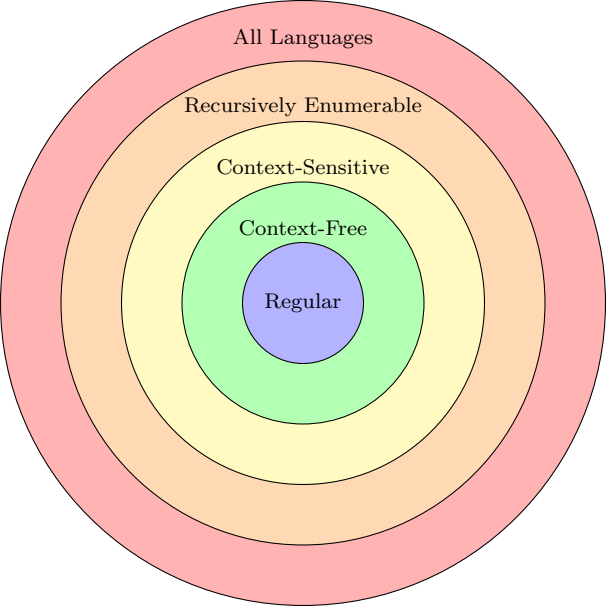 All Languages
Recursively Enumerable
Context-Sensitive
Context-Free
Regular